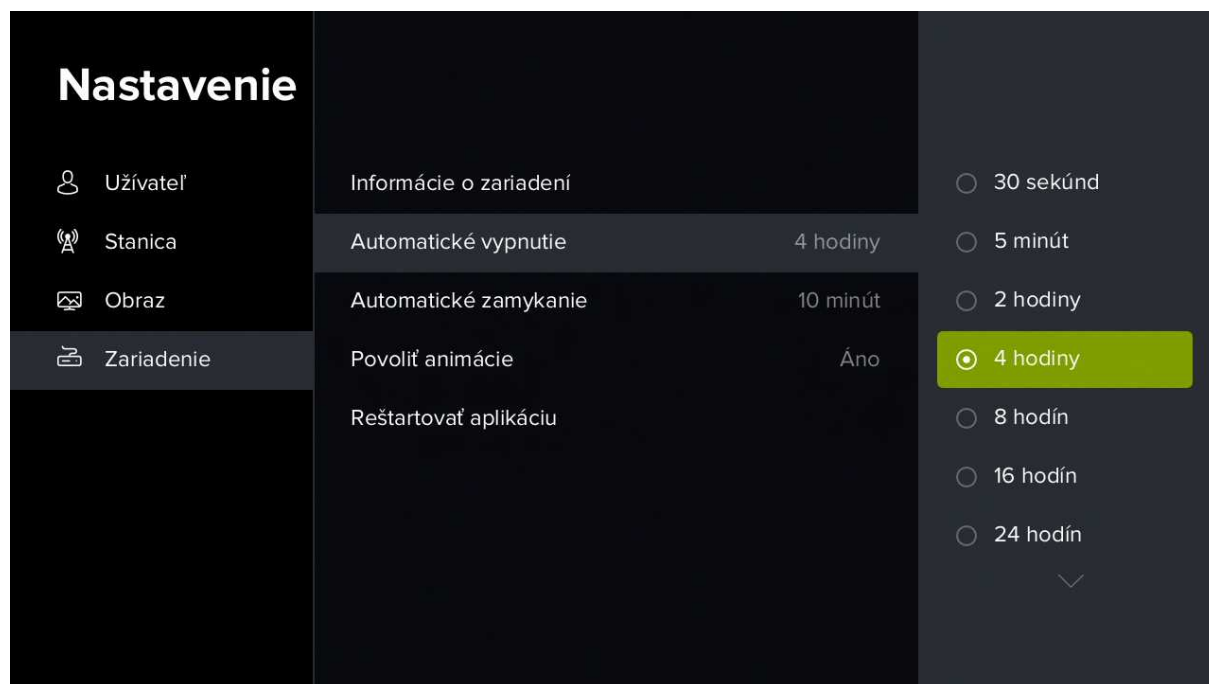 Nastavenie
Užívateľ
Stanica
Obraz
Zariadenie
Informácie o zariadení
Automatické vypnutie 4 hodiny
Automatické zamykanie 10 minút
Povoliť animácie Áno
Reštartovať aplikáciu
30 sekúnd
5 minút
2 hodiny
4 hodiny
8 hodín
16 hodín
24 hodín